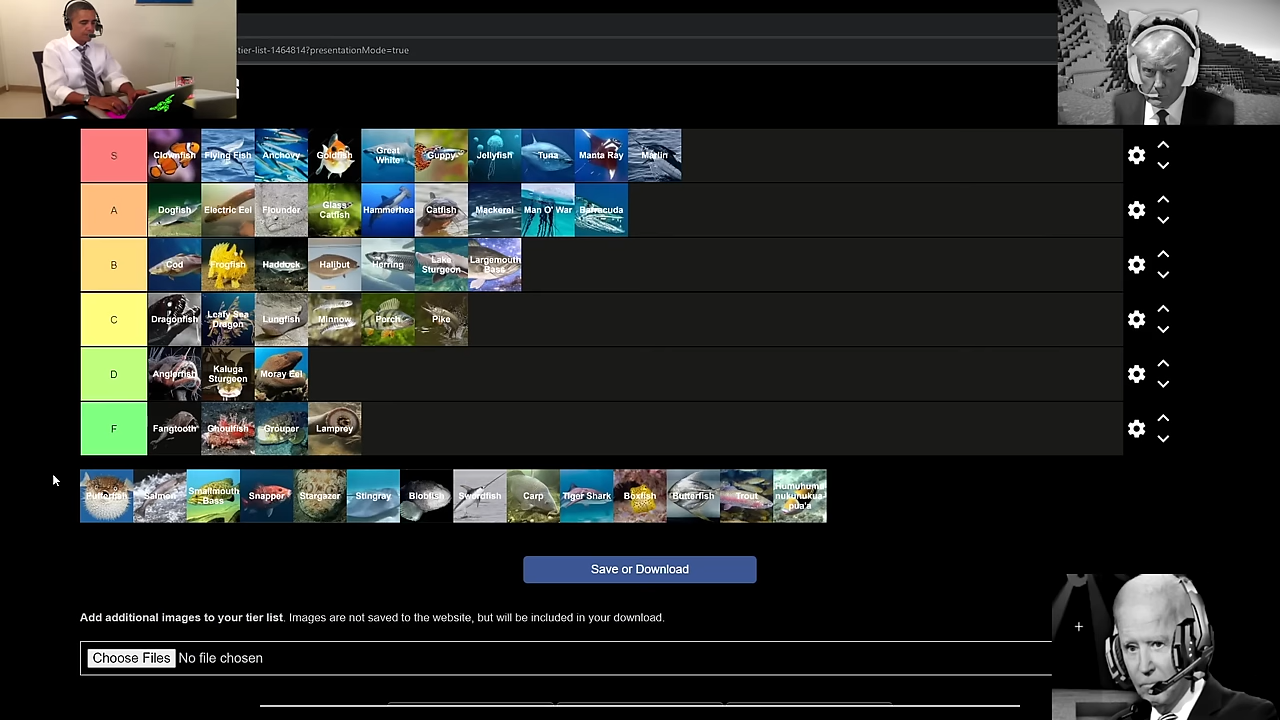 tier-list-1464814?presentationMode=true
S
Clownfish
Flying Fish
Anchovy
Goldfish
Great
White
Guppy
Jellyfish
Tuna
Manta Ray
Marlin
A
Dogfish
Electric Eel
Flounder
Glass
Catfish
Hammerhea
Catfish
Mackerel
Man O' War
Barracuda
B
Cod
Frogfish
Haddock
Halibut
Herring
Lake
Sturgeon
Largemouth
Bass
C
Dragonfish
Leafy Sea
Dragon
Lungfish
Minnow
Perch
Pike
D
Anglerfish
Kaluga
Sturgeon
Moray Eel
F
Fangtooth
Ghoulfish
Grouper
Lamprey
Pufferfish
Salmon
Smallmouth
Bass
Snapper
Stargazer
Stingray
Blobfish
Swordfish
Carp
Tiger Shark
Boxfish
Butterfish
Trout
Humuhumu
nukunukua
pua'a
Save or Download
Add additional images to your tier list. Images are not saved to the website, but will be included in your download.
Choose Files No file chosen